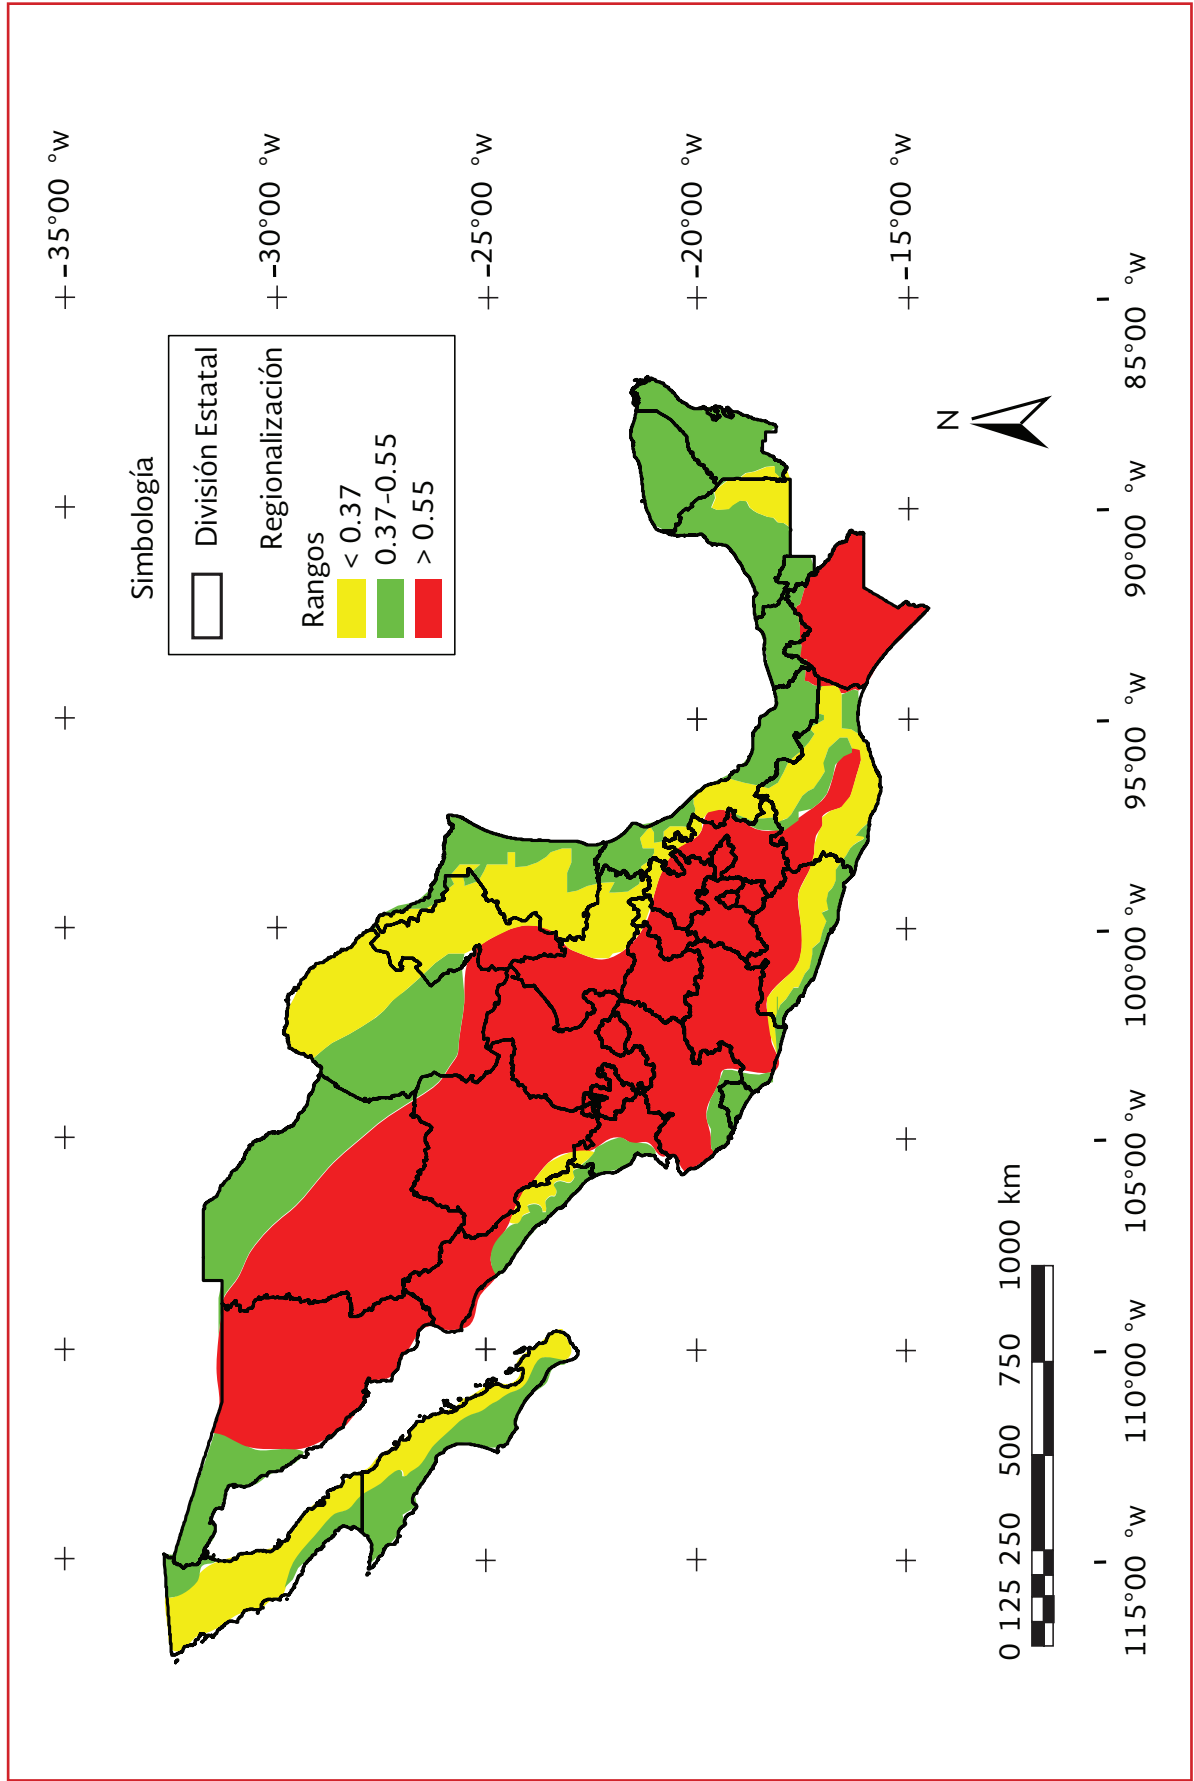 Simbología
División Estatal
Regionalización
Rangos
< 0.37
0.37-0.55
> 0.55
-35°00 °W
-30°00 °W
-25°00 °W
-20°00 °W
-15°00 °W
N
0 125 250 500 750 1000 km
115°00 °W 110°00 °W 105°00 °W 100°00 °W 95°00 °W 90°00 °W 85°00 °W